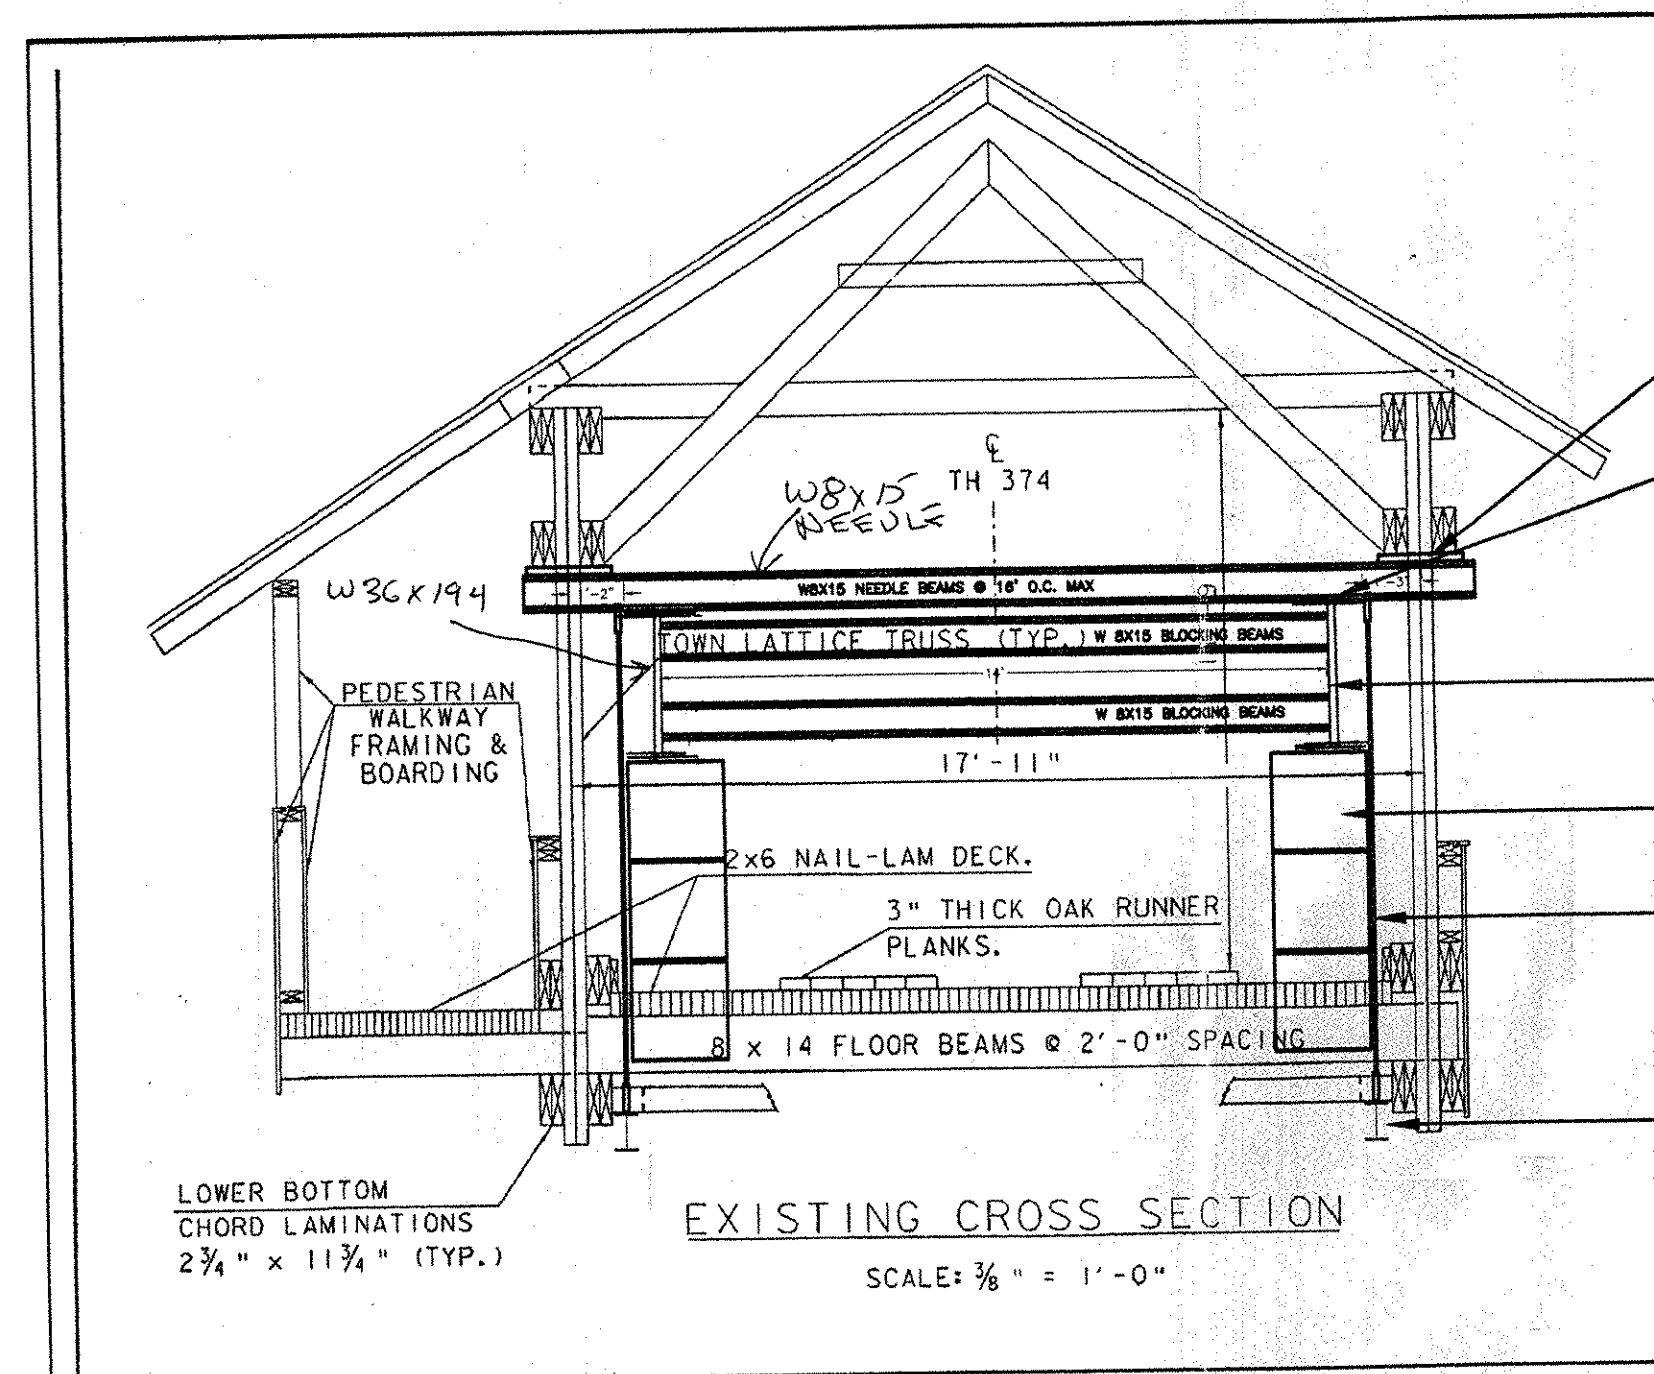 ℄
TH 374
W8X15
NEEDLE
W8X15 NEEDLE BEAMS @ 16' O.C. MAX
W36X194
TOWN LATTICE TRUSS (TYP.)
W 8X15 BLOCKING BEAMS
W 8X15 BLOCKING BEAMS
17'-11"
PEDESTRIAN
WALKWAY
FRAMING &
BOARDING
2x6 NAIL-LAM DECK.
3" THICK OAK RUNNER
PLANKS.
8 x 14 FLOOR BEAMS @ 2'-0" SPACING
LOWER BOTTOM
CHORD LAMINATIONS
2¾" x 11¾" (TYP.)
EXISTING CROSS SECTION
SCALE: ⅜" = 1'-0"